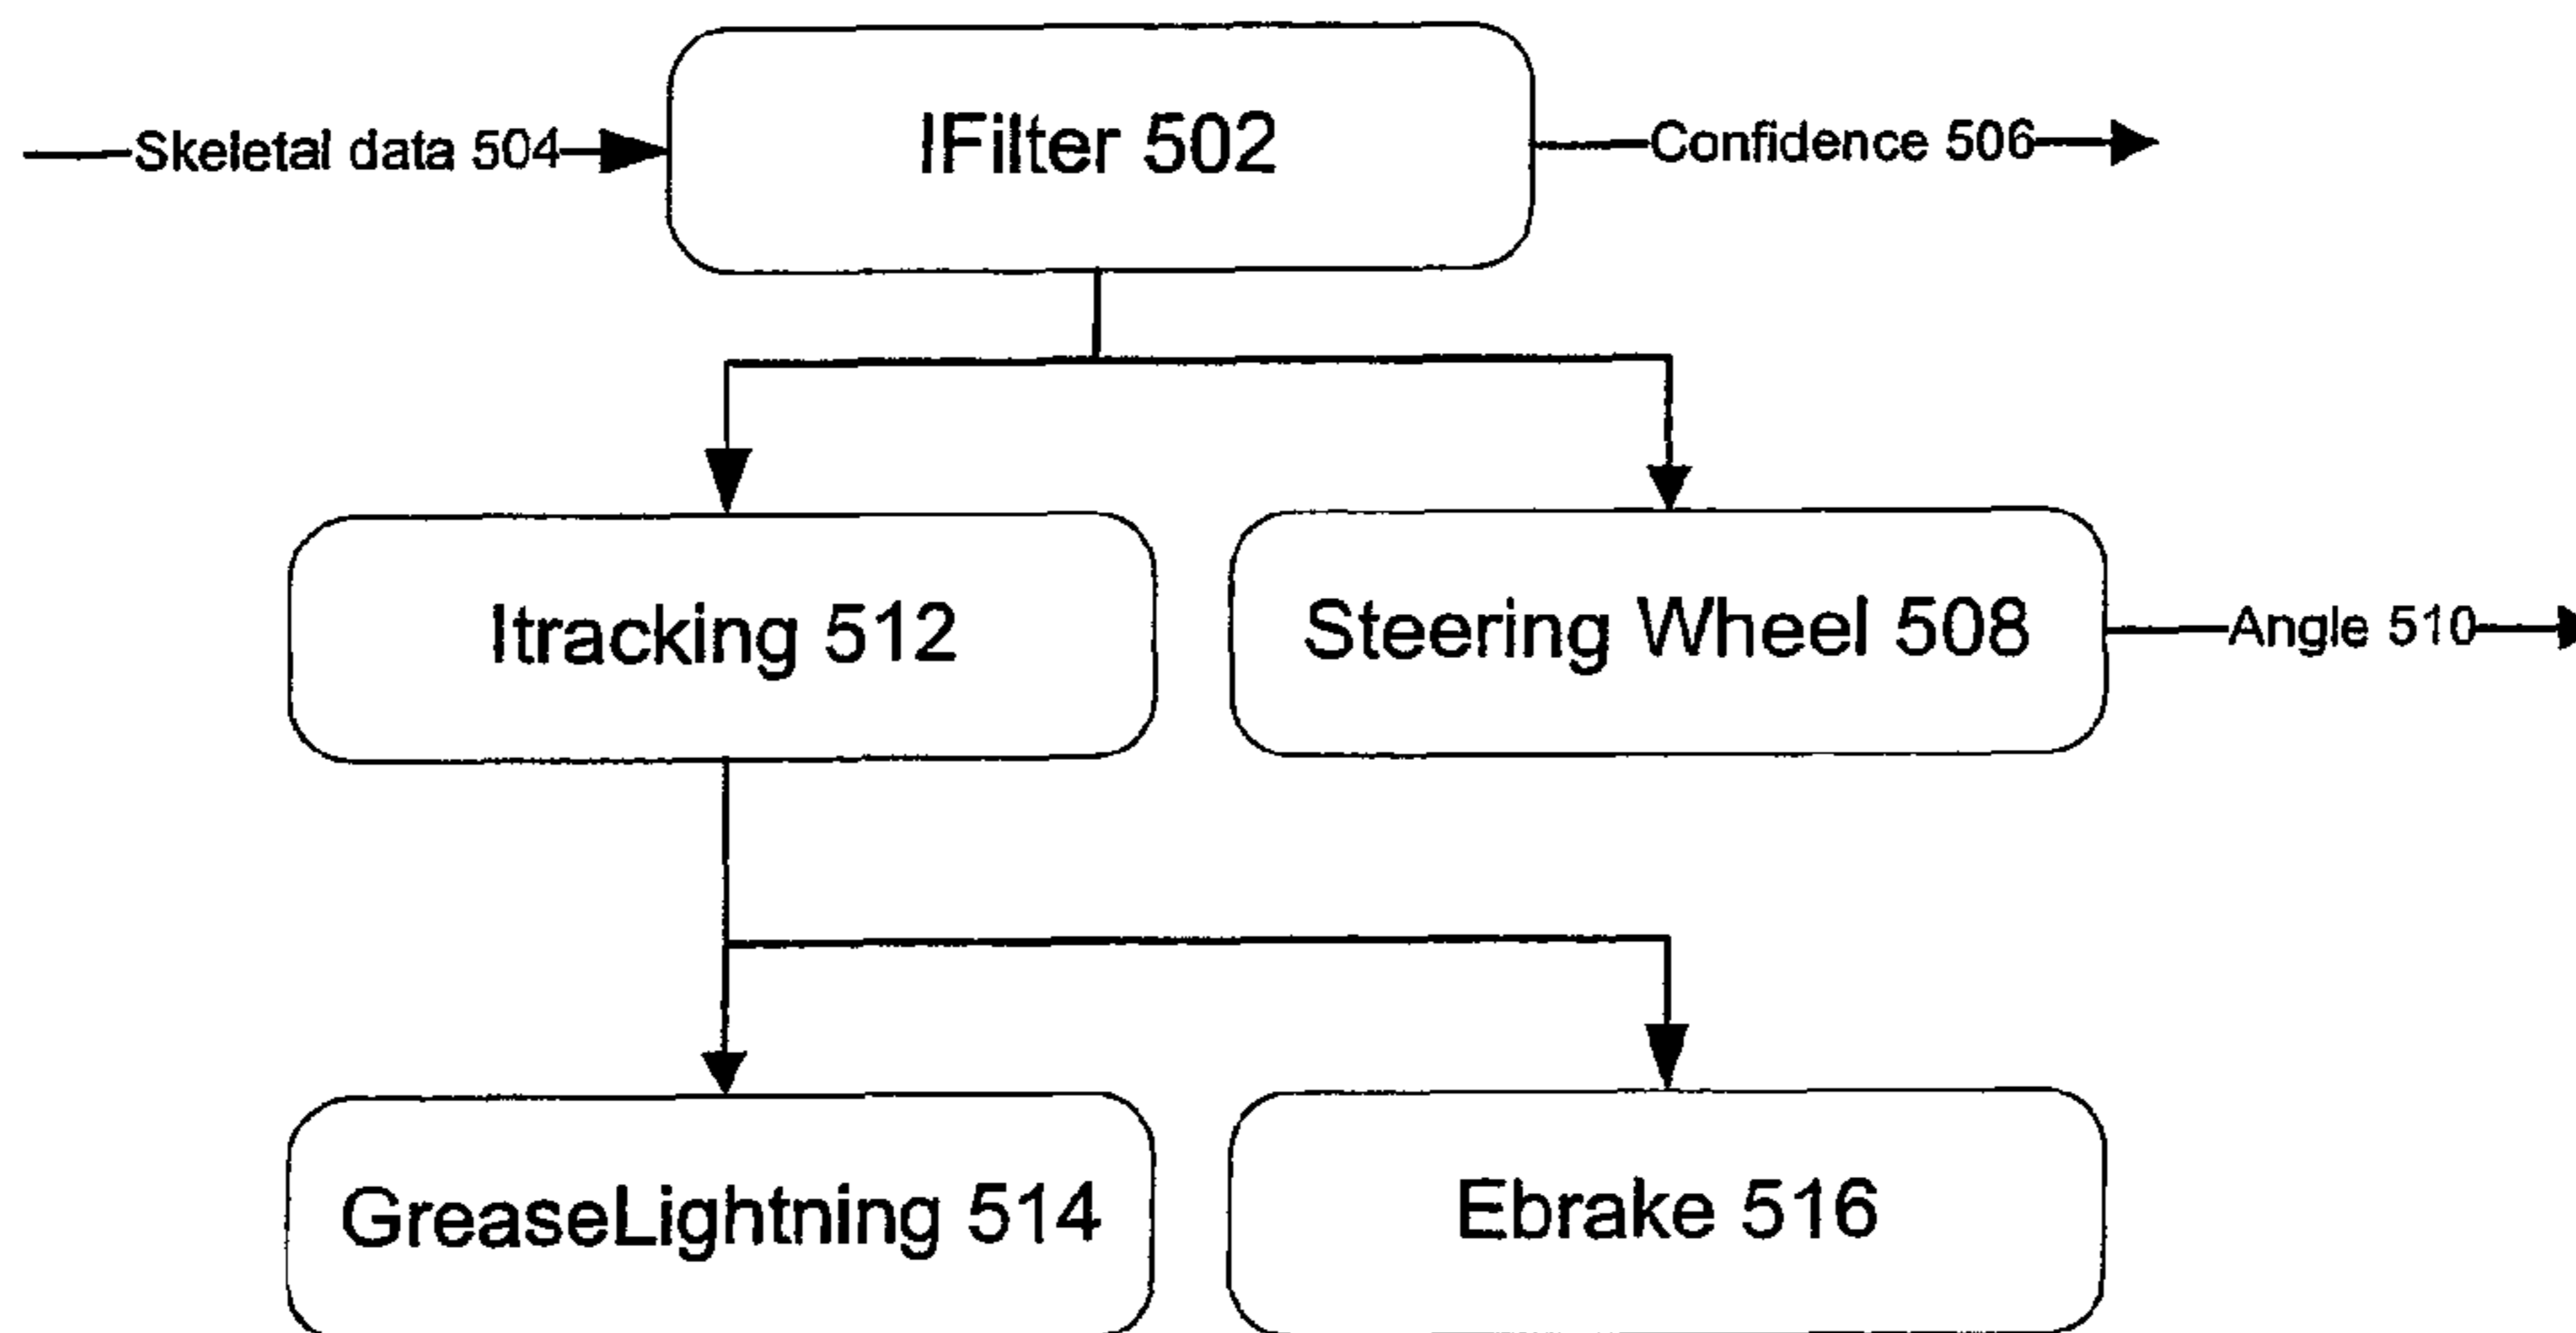 Skeletal data 504
IFilter 502
Confidence 506
Itracking 512
Steering Wheel 508
Angle 510
GreaseLightning 514
Ebrake 516